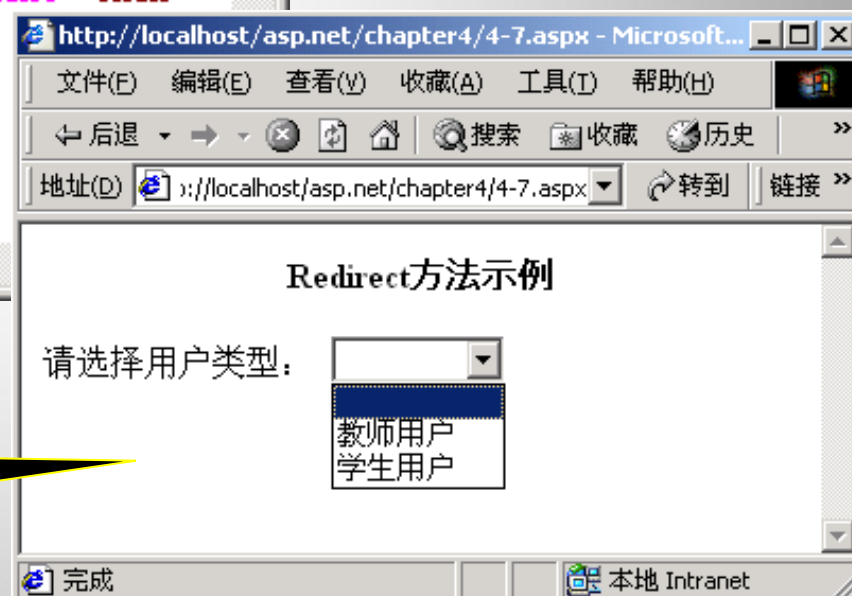 http://localhost/asp.net/chapter4/4-7.aspx - Microsoft...
文件(F) 编辑(E) 查看(V) 收藏(A) 工具(T) 帮助(H)
后退 搜索 收藏 历史 »
地址(D) ://localhost/asp.net/chapter4/4-7.aspx 转到 链接 »
Redirect方法示例
请选择用户类型：
教师用户
学生用户
完成 本地 Intranet